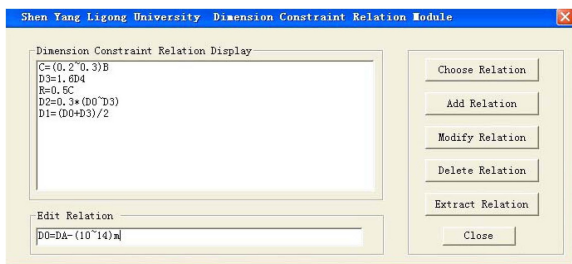 Shen Yang Ligong University Dimension Constraint Relation Module
Dimension Constraint Relation Display
C=(0.2~0.3)B
D3=1.6D4
R=0.5C
D2=0.3*(D0~D3)
D1=(D0+D3)/2
Edit Relation
D0=DA-(10~14)m
Choose Relation
Add Relation
Modify Relation
Delete Relation
Extract Relation
Close